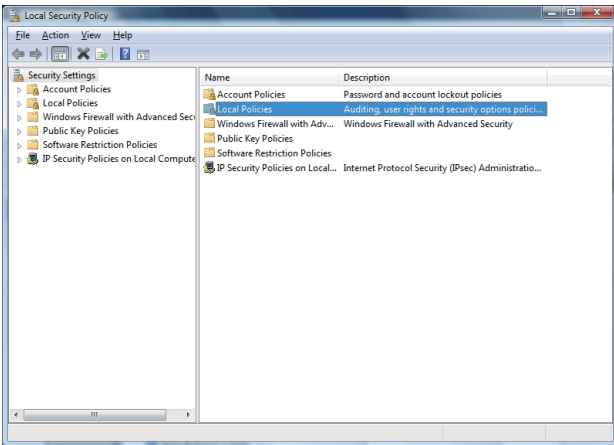 Local Security Policy
File Action View Help
Security Settings
Account Policies
Local Policies
Windows Firewall with Advanced Secu
Public Key Policies
Software Restriction Policies
IP Security Policies on Local Compute
Name Description
Account Policies Password and account lockout policies
Local Policies Auditing, user rights and security options polici...
Windows Firewall with Adv... Windows Firewall with Advanced Security
Public Key Policies
Software Restriction Policies
IP Security Policies on Local... Internet Protocol Security (IPsec) Administratio...